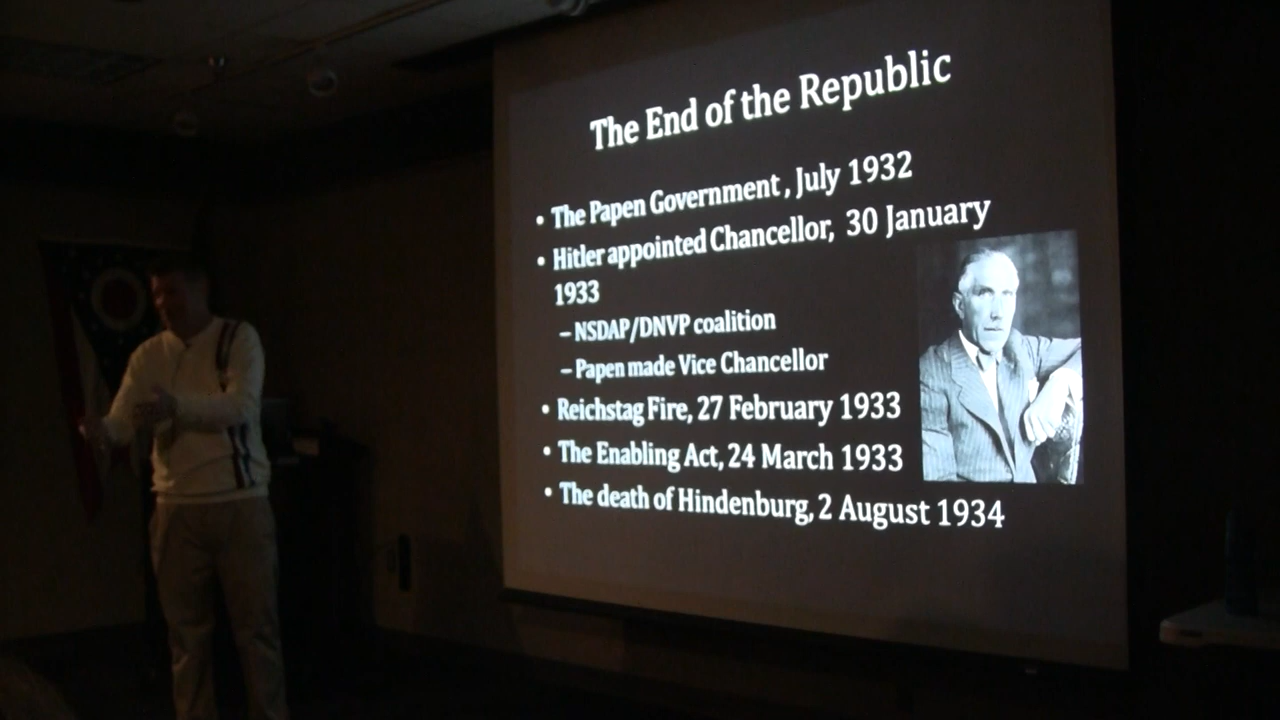 The End of the Republic
• The Papen Government , July 1932
• Hitler appointed Chancellor, 30 January
1933
– NSDAP/DNVP coalition
– Papen made Vice Chancellor
• Reichstag Fire, 27 February 1933
• The Enabling Act, 24 March 1933
• The death of Hindenburg, 2 August 1934